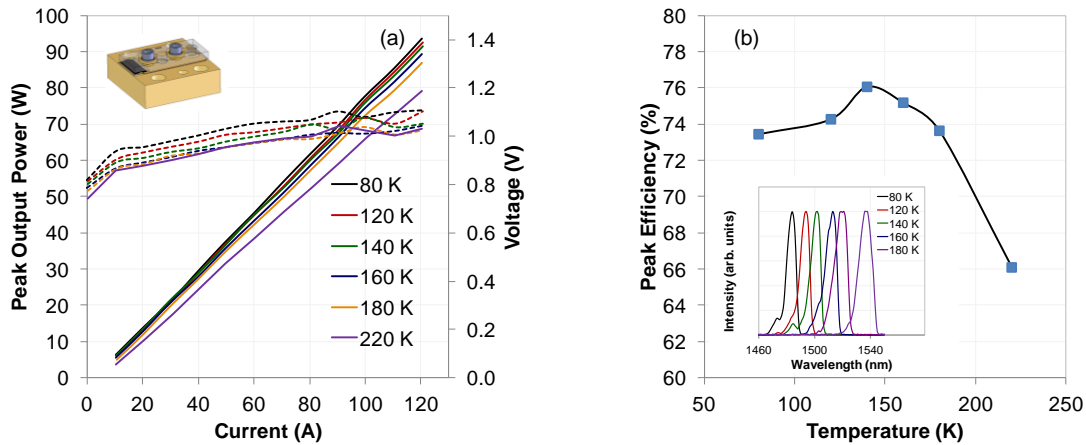 (a)
Peak Output Power (W)
100
90
80
70
60
50
40
30
20
10
0
0 20 40 60 80 100 120
Current (A)
1.4
1.2
1.0
0.8
0.6
0.4
0.2
0.0
Voltage (V)
80 K
120 K
140 K
160 K
180 K
220 K
(b)
Peak Efficiency (%)
80
78
76
74
72
70
68
66
64
62
60
50 100 150 200 250
Temperature (K)
Intensity (arb. units)
80 K
120 K
140 K
160 K
180 K
1460 1500 1540
Wavelength (nm)